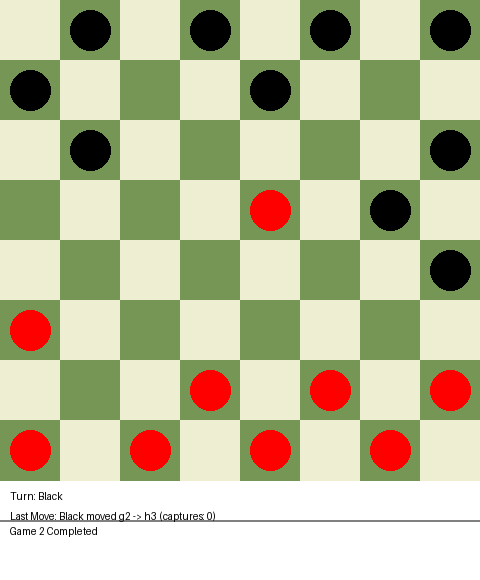 Turn: Black
Last Move: Black moved g2 -> h3 (captures: 0)
Game 2 Completed